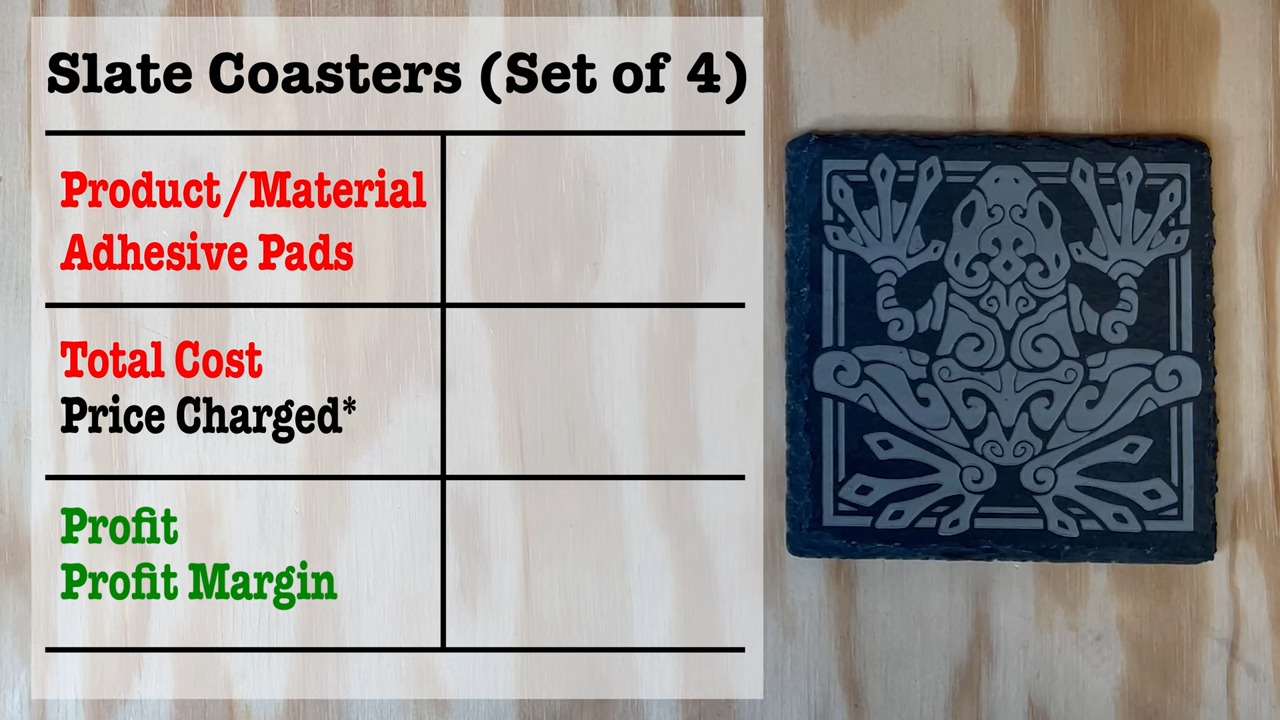 Slate Coasters (Set of 4)
Product/Material
Adhesive Pads
Total Cost
Price Charged*
Profit
Profit Margin